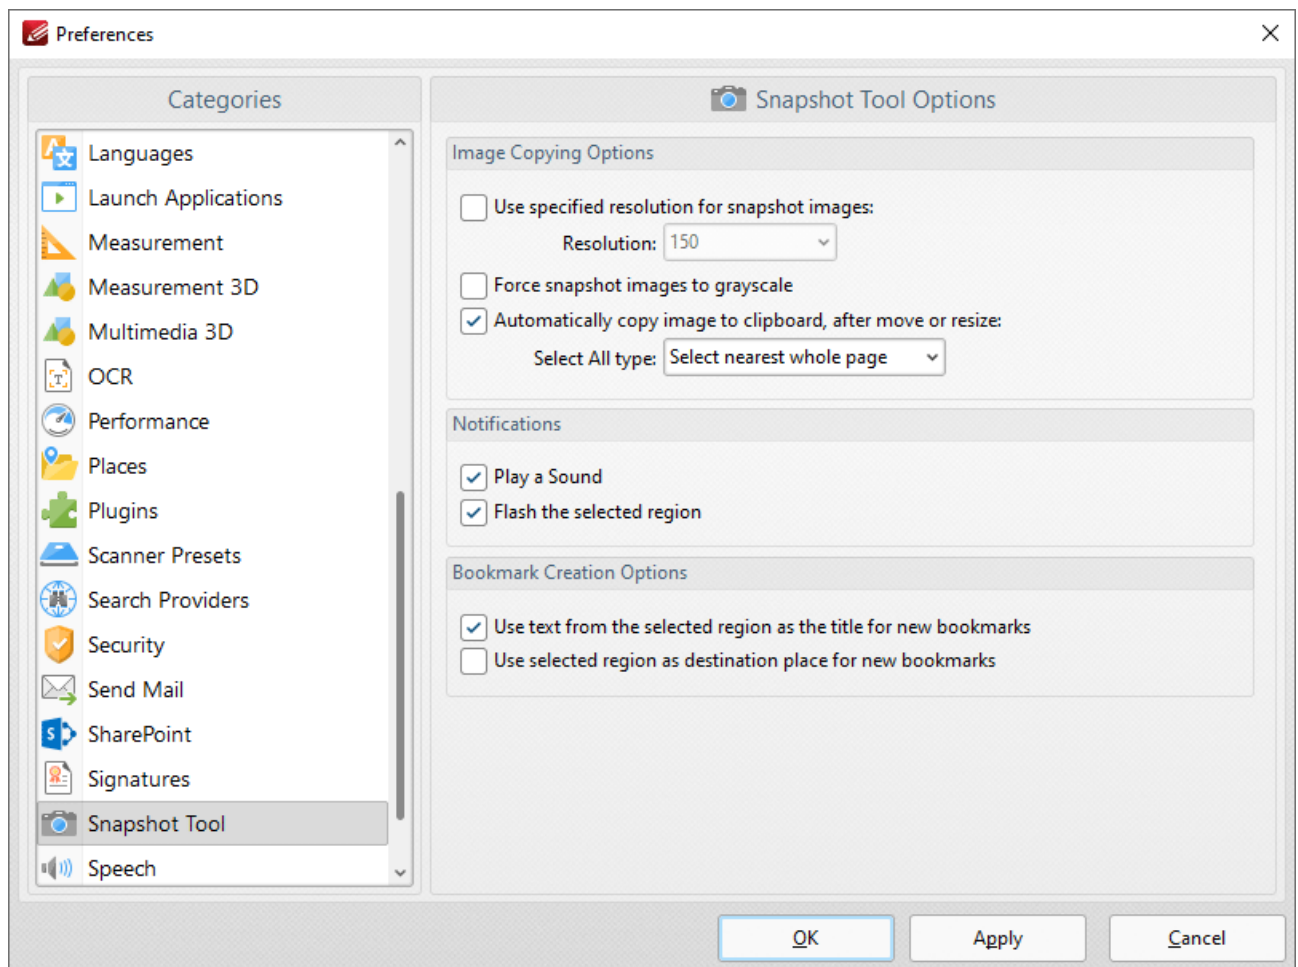 Preferences
Categories
Languages
Launch Applications
Measurement
Measurement 3D
Multimedia 3D
OCR
Performance
Places
Plugins
Scanner Presets
Search Providers
Security
Send Mail
SharePoint
Signatures
Snapshot Tool
Speech
Snapshot Tool Options
Image Copying Options
Use specified resolution for snapshot images:
Resolution: 150
Force snapshot images to grayscale
Automatically copy image to clipboard, after move or resize:
Select All type: Select nearest whole page
Notifications
Play a Sound
Flash the selected region
Bookmark Creation Options
Use text from the selected region as the title for new bookmarks
Use selected region as destination place for new bookmarks
OK Apply Cancel